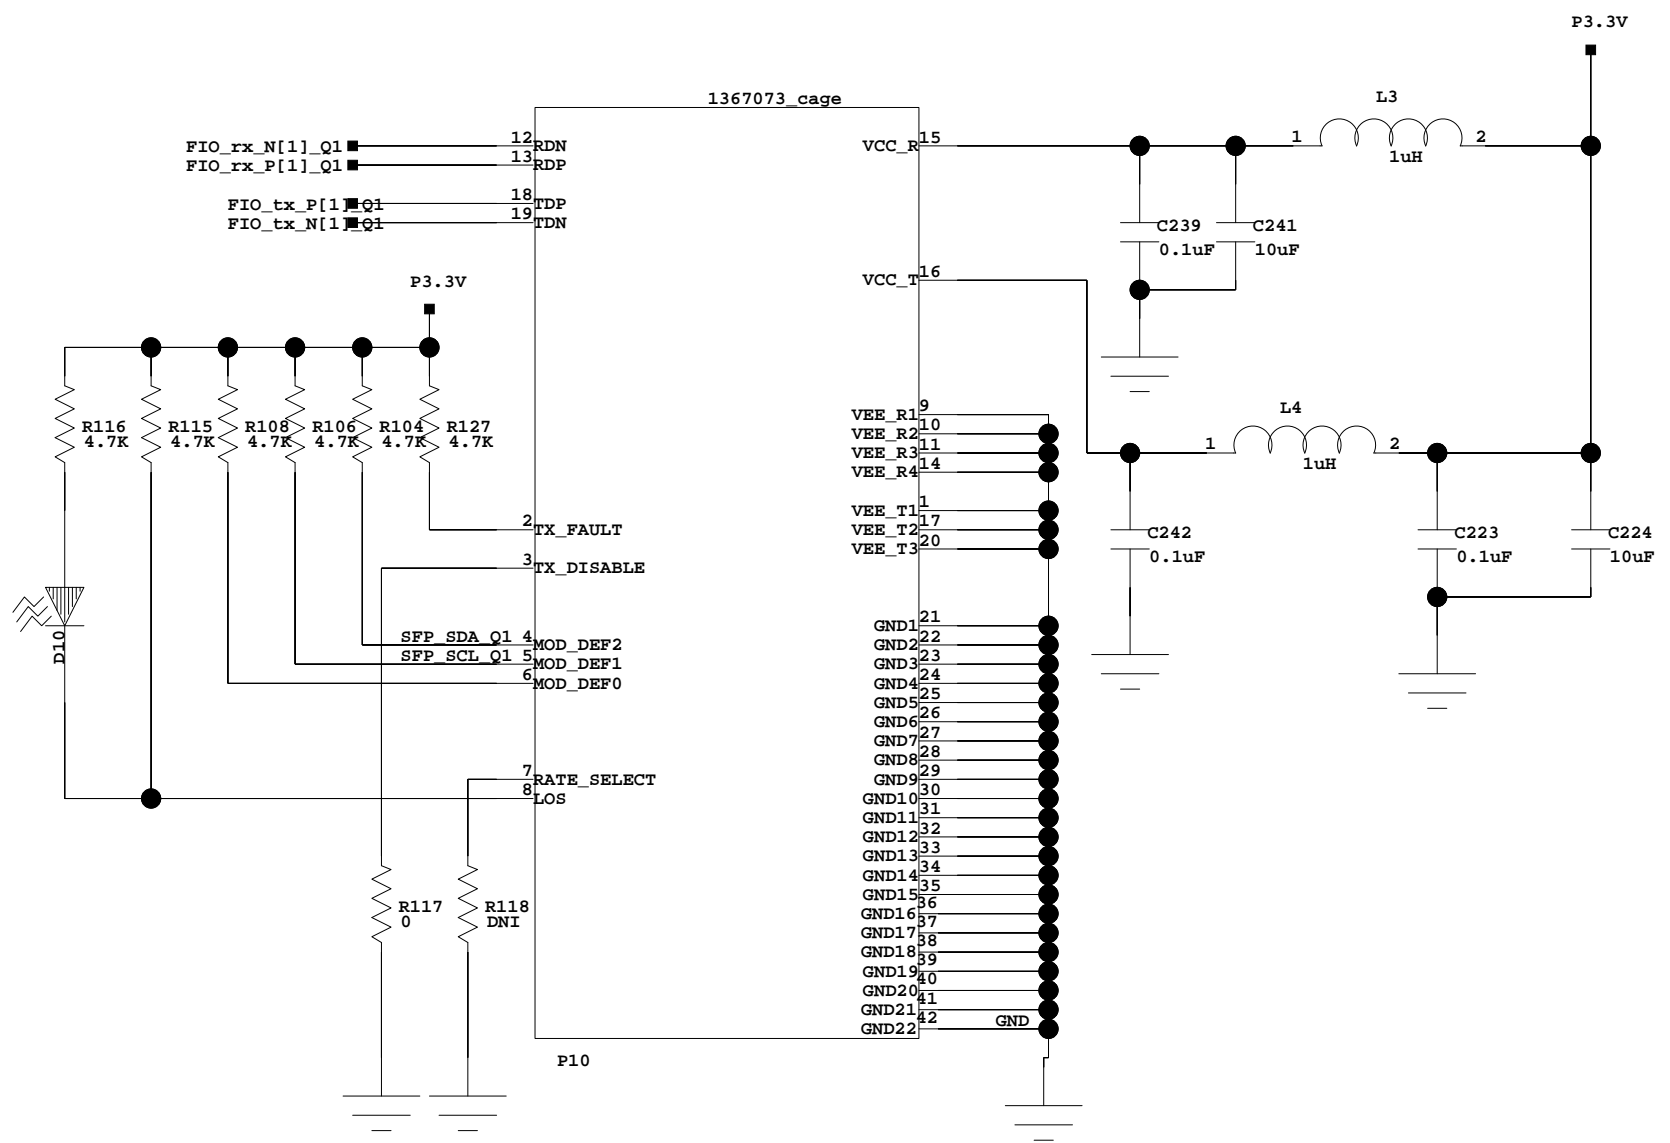 P3.3V
1367073_cage
L3
12 RDN
FIO_rx_N[1]_Q1
13 RDP
FIO_rx_P[1]_Q1
18 TDP
FIO_tx_P[1]_Q1
19 TDN
FIO_tx_N[1]_Q1
VCC_R 15
1 2
1uH
C239
0.1uF
C241
10uF
VCC_T 16
P3.3V
R116
4.7K
R115
4.7K
R108
4.7K
R106
4.7K
R104
4.7K
R127
4.7K
VEE_R1 9
VEE_R2 10
VEE_R3 11
VEE_R4 14
VEE_T1 1
VEE_T2 17
VEE_T3 20
L4
1 2
1uH
C242
0.1uF
C223
0.1uF
C224
10uF
2 TX_FAULT
3 TX_DISABLE
D10
SFP_SDA_Q1 4 MOD_DEF2
SFP_SCL_Q1 5 MOD_DEF1
6 MOD_DEF0
7 RATE_SELECT
8 LOS
GND1 21
GND2 22
GND3 23
GND4 24
GND5 25
GND6 26
GND7 27
GND8 28
GND9 29
GND10 30
GND11 31
GND12 32
GND13 33
GND14 34
GND15 35
GND16 36
GND17 37
GND18 38
GND19 39
GND20 40
GND21 41
GND22 42 GND
R117
0
R118
DNI
P10